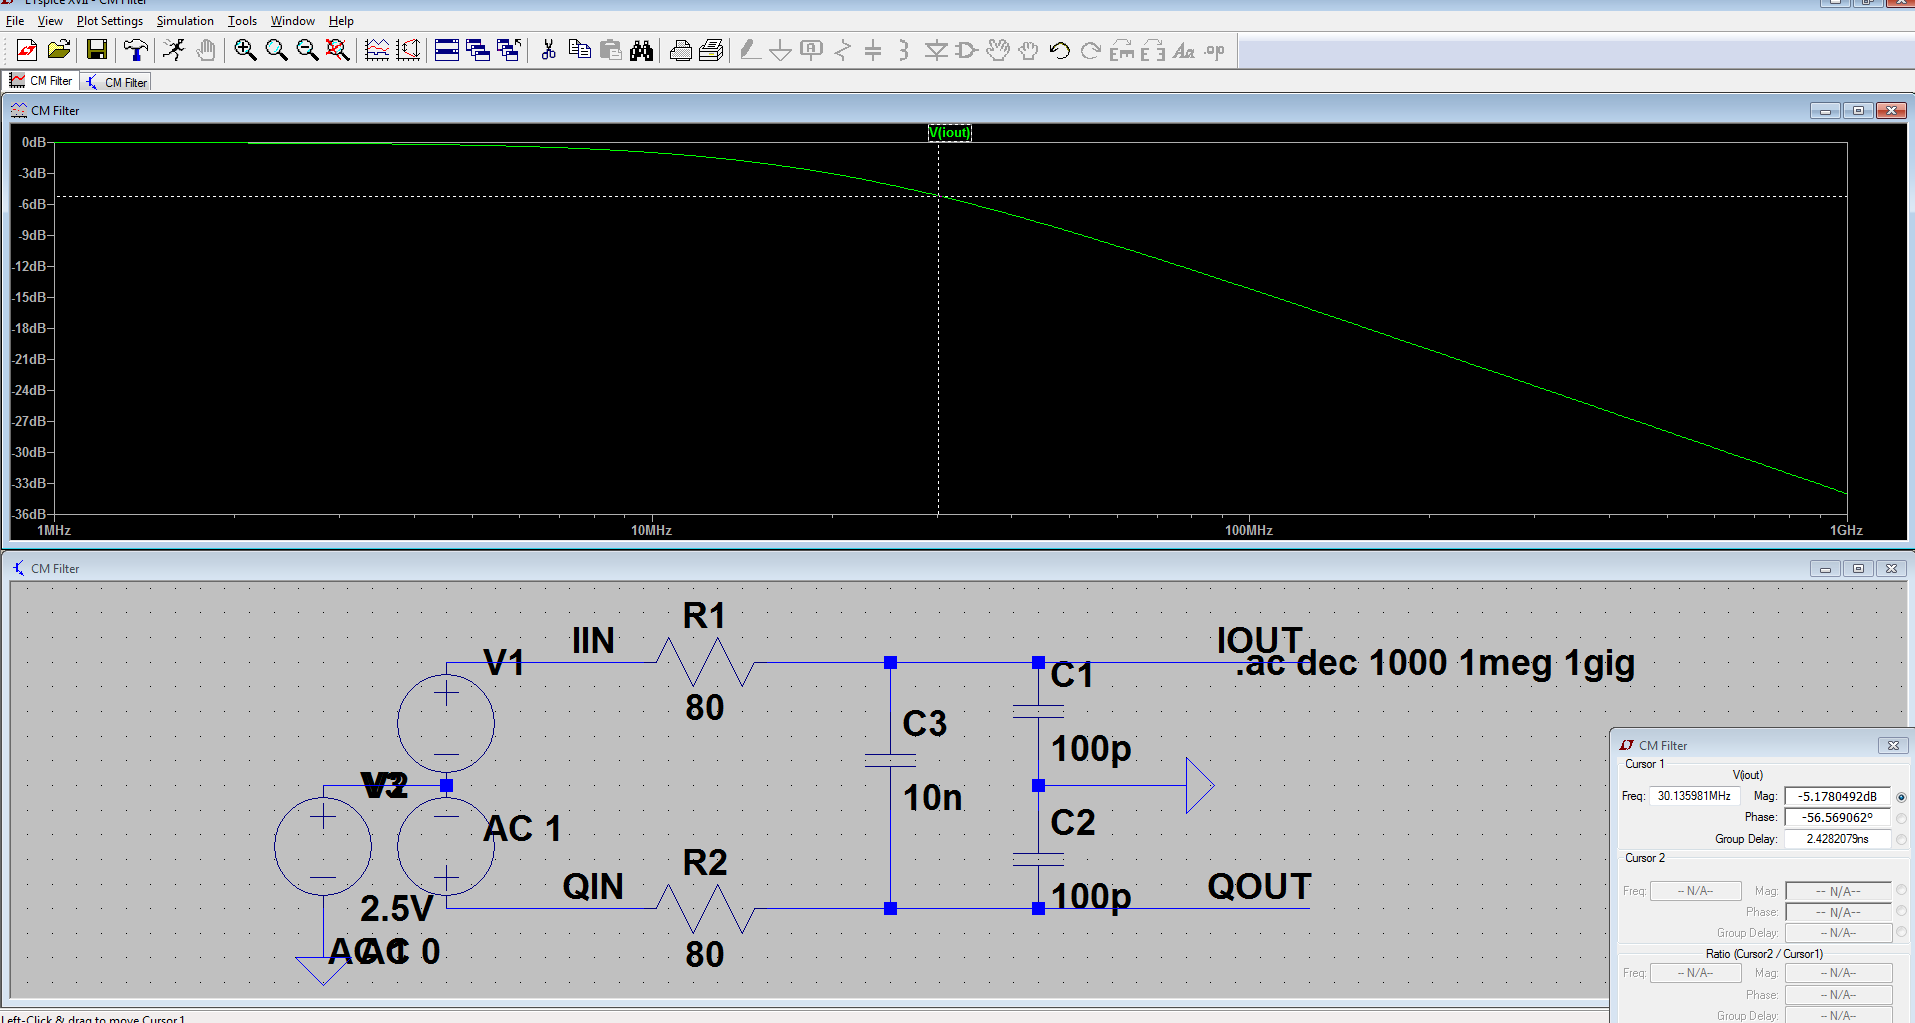 LTspice XVII - CM Filter
File View Plot Settings Simulation Tools Window Help
CM Filter CM Filter
CM Filter
V(iout)
0dB
-3dB
-6dB
-9dB
-12dB
-15dB
-18dB
-21dB
-24dB
-27dB
-30dB
-33dB
-36dB
1MHz 10MHz 100MHz 1GHz
CM Filter
R1
IIN
IOUT
V1
.ac dec 1000 1meg 1gig
C1
80
C3
100p
V2
10n
C2
AC 1
R2
QIN
QOUT
100p
2.5V
AC 0
80
CM Filter
Cursor 1
V(iout)
Freq: 30.135981MHz Mag: -5.1780492dB
Phase: -56.569062°
Group Delay: 2.4282079ns
Cursor 2
Freq: -- N/A-- Mag: -- N/A--
Phase: -- N/A--
Group Delay: -- N/A--
Ratio (Cursor2 / Cursor1)
Freq: -- N/A-- Mag: -- N/A--
Phase: -- N/A--
Group Delay: -- N/A--
Left-Click & drag to move Cursor 1